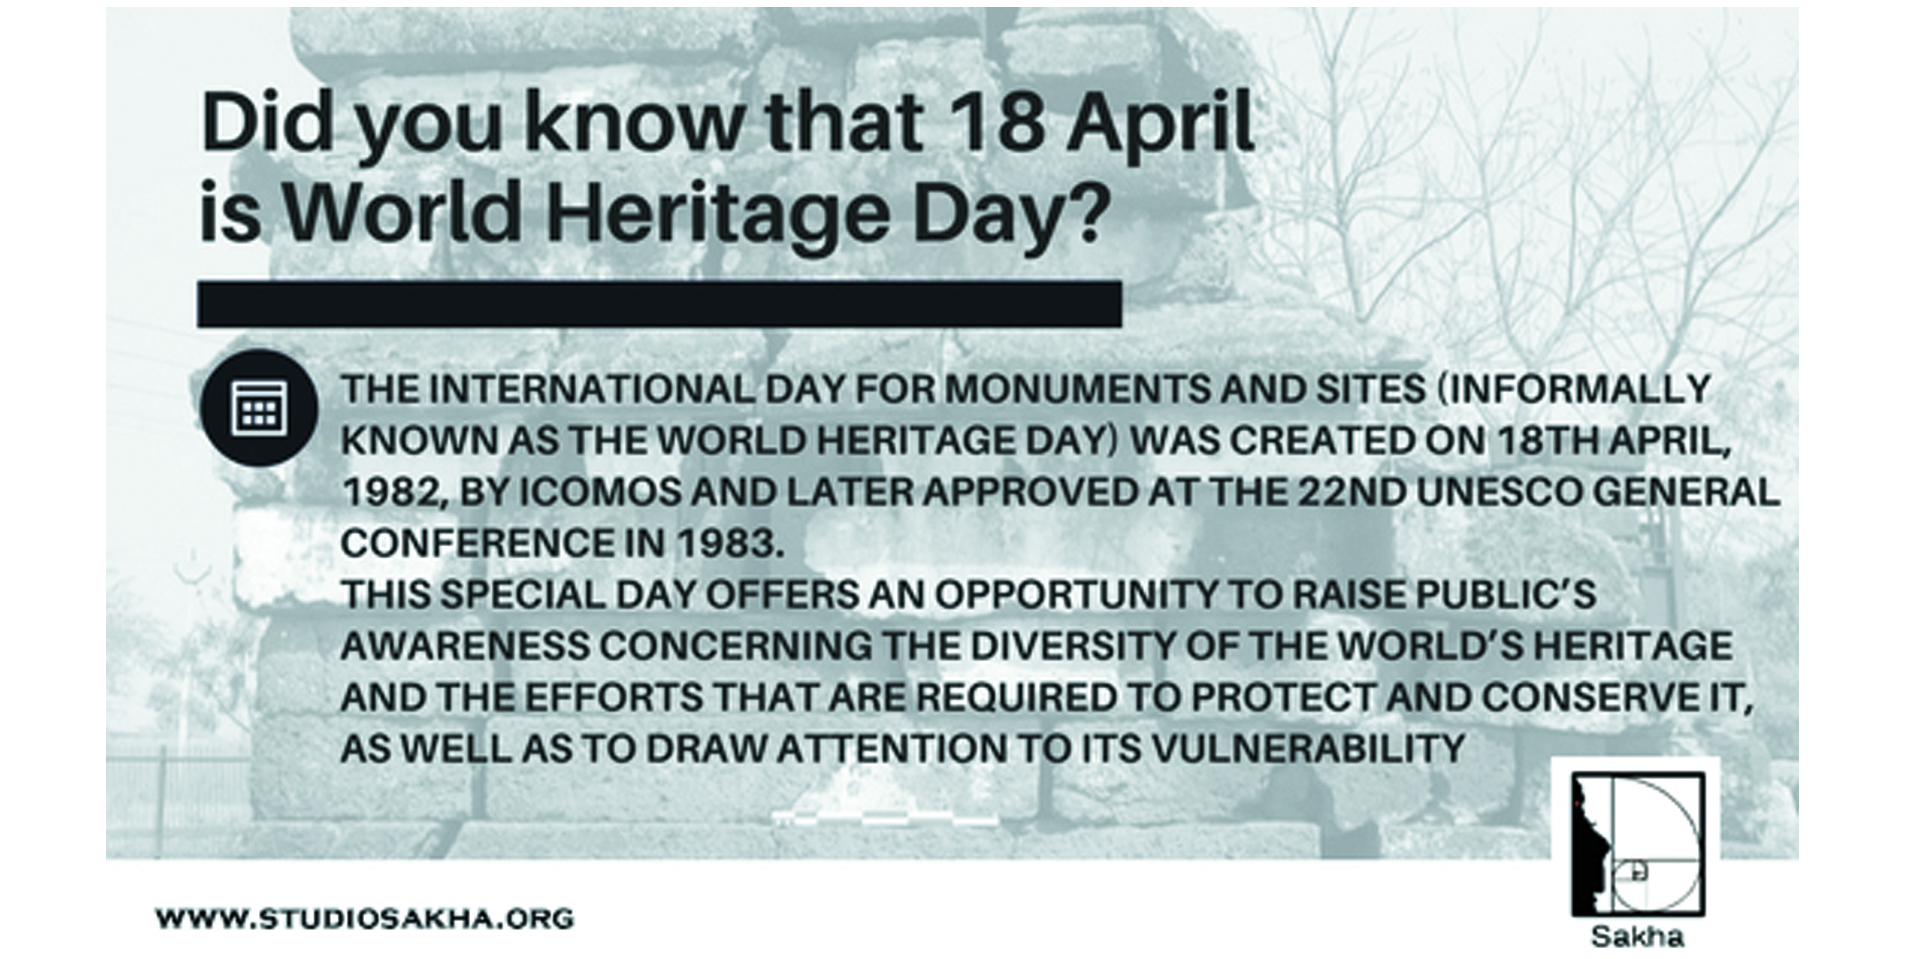 Did you know that 18 April
is World Heritage Day?
THE INTERNATIONAL DAY FOR MONUMENTS AND SITES (INFORMALLY
KNOWN AS THE WORLD HERITAGE DAY) WAS CREATED ON 18TH APRIL,
1982, BY ICOMOS AND LATER APPROVED AT THE 22ND UNESCO GENERAL
CONFERENCE IN 1983.
THIS SPECIAL DAY OFFERS AN OPPORTUNITY TO RAISE PUBLIC'S
AWARENESS CONCERNING THE DIVERSITY OF THE WORLD'S HERITAGE
AND THE EFFORTS THAT ARE REQUIRED TO PROTECT AND CONSERVE IT,
AS WELL AS TO DRAW ATTENTION TO ITS VULNERABILITY
WWW.STUDIOSAKHA.ORG
Sakha